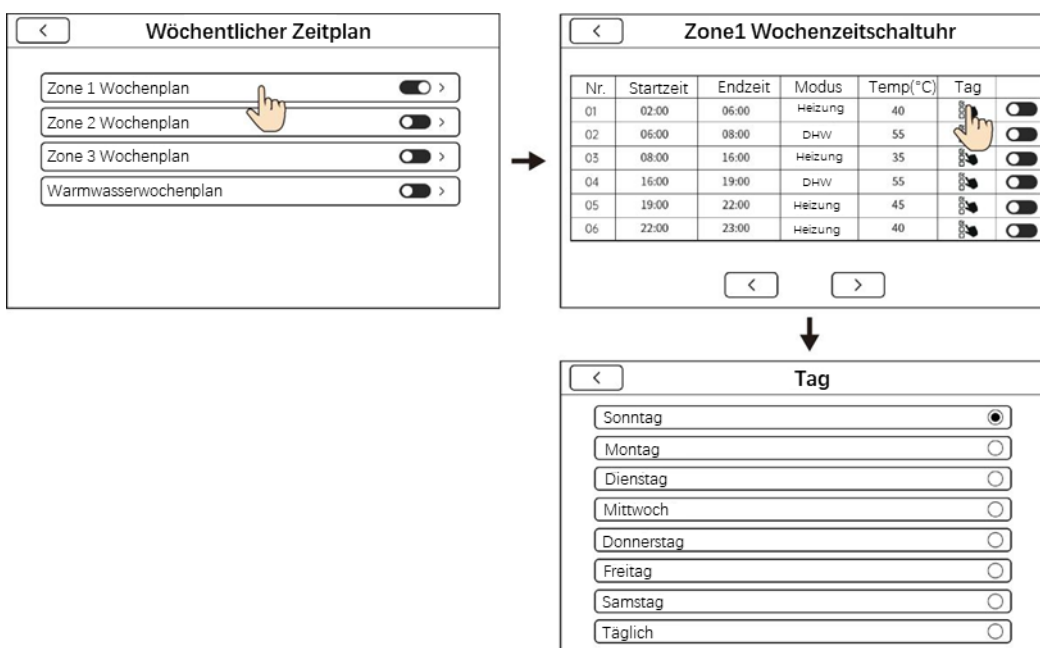 Wöchentlicher Zeitplan
Zone 1 Wochenplan
Zone 2 Wochenplan
Zone 3 Wochenplan
Warmwasserwochenplan
Zone1 Wochenzeitschaltuhr
Nr. Startzeit Endzeit Modus Temp(°C) Tag
01 02:00 06:00 Heizung 40
02 06:00 08:00 DHW 55
03 08:00 16:00 Heizung 35
04 16:00 19:00 DHW 55
05 19:00 22:00 Heizung 45
06 22:00 23:00 Heizung 40
Tag
Sonntag
Montag
Dienstag
Mittwoch
Donnerstag
Freitag
Samstag
Täglich